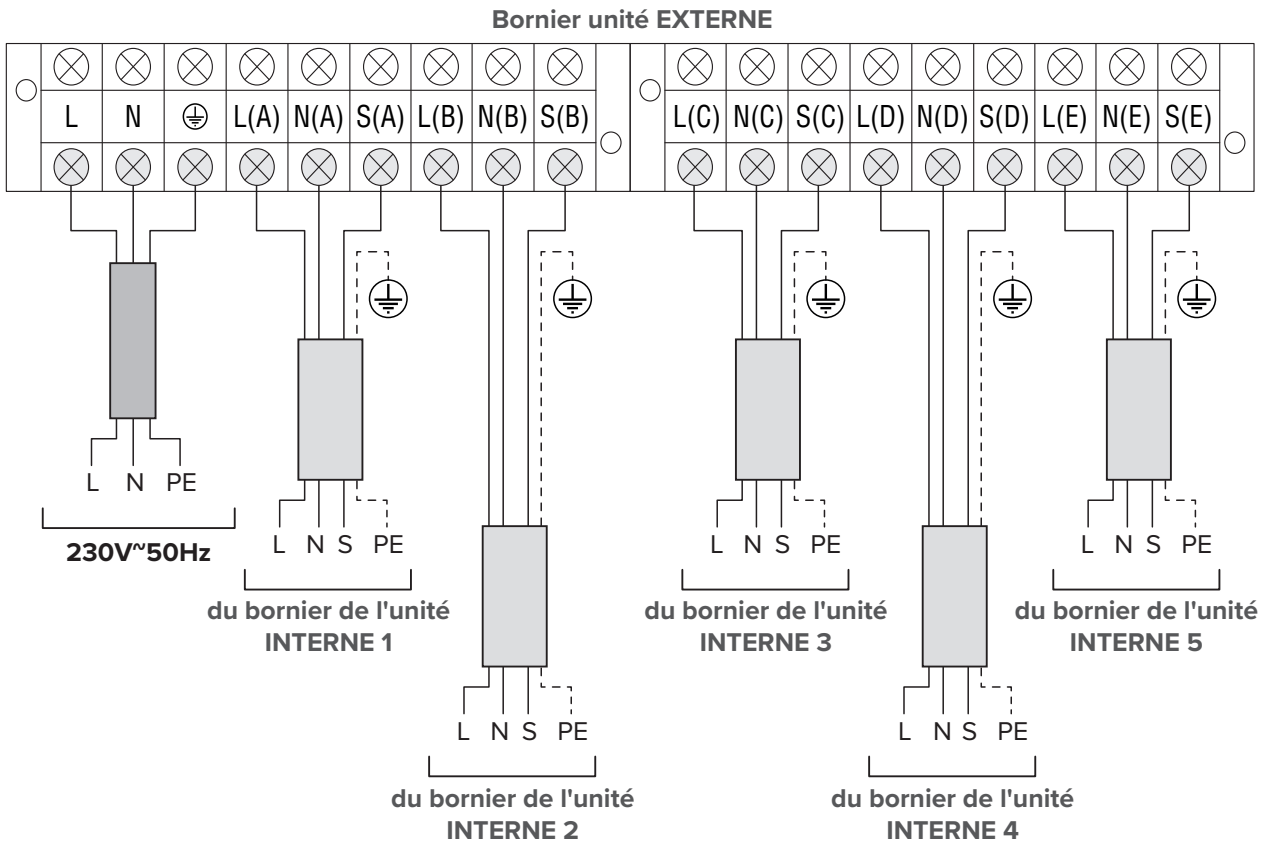 Bornier unité EXTERNE
L N L(A) N(A) S(A) L(B) N(B) S(B) L(C) N(C) S(C) L(D) N(D) S(D) L(E) N(E) S(E)
L N PE
230V~50Hz
L N S PE
du bornier de l'unité
INTERNE 1
L N S PE
du bornier de l'unité
INTERNE 2
L N S PE
du bornier de l'unité
INTERNE 3
L N S PE
du bornier de l'unité
INTERNE 4
L N S PE
du bornier de l'unité
INTERNE 5